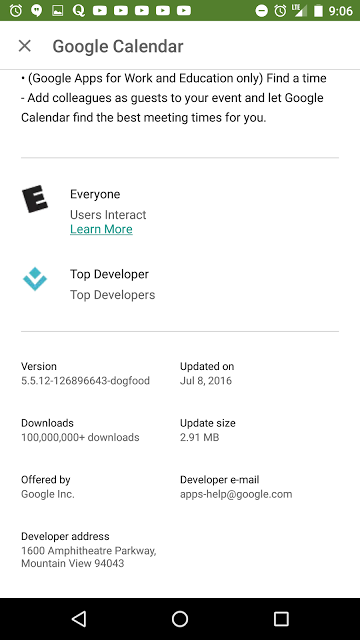 LTE 9:06
Google Calendar
• (Google Apps for Work and Education only) Find a time
- Add colleagues as guests to your event and let Google
Calendar find the best meeting times for you.
E
Everyone
Users Interact
Learn More
Top Developer
Top Developers
Version
5.5.12-126896643-dogfood
Updated on
Jul 8, 2016
Downloads
100,000,000+ downloads
Update size
2.91 MB
Offered by
Google Inc.
Developer e-mail
apps-help@google.com
Developer address
1600 Amphitheatre Parkway,
Mountain View 94043